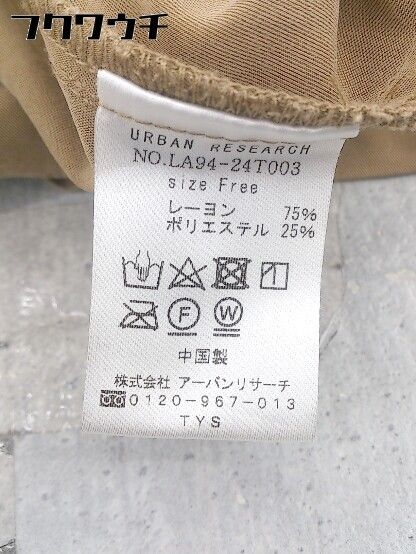 フクワウチ
URBAN RESEARCH
NO.LA94-24T003
size Free
レーヨン 75%
ポリエステル 25%
F W
中国製
株式会社 アーバンリサーチ
0120-967-013
TYS